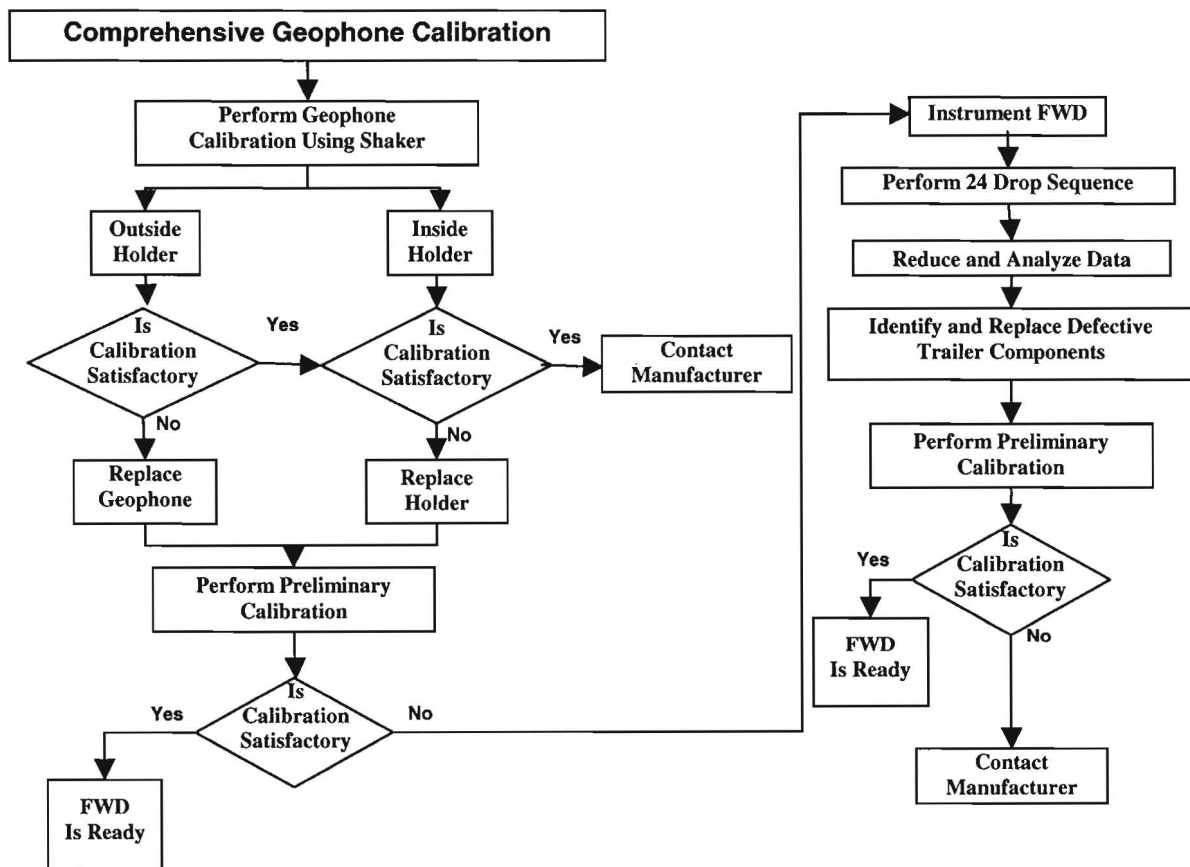 Comprehensive Geophone Calibration
Perform Geophone
Calibration Using Shaker
Outside
Holder
Inside
Holder
Is
Calibration
Satisfactory
Yes
Is
Calibration
Satisfactory
Yes
Contact
Manufacturer
No
No
Replace
Geophone
Replace
Holder
Perform Preliminary
Calibration
Is
Calibration
Satisfactory
Yes
No
FWD
Is Ready
Instrument FWD
Perform 24 Drop Sequence
Reduce and Analyze Data
Identify and Replace Defective
Trailer Components
Perform Preliminary
Calibration
Is
Calibration
Satisfactory
Yes
No
FWD
Is Ready
Contact
Manufacturer